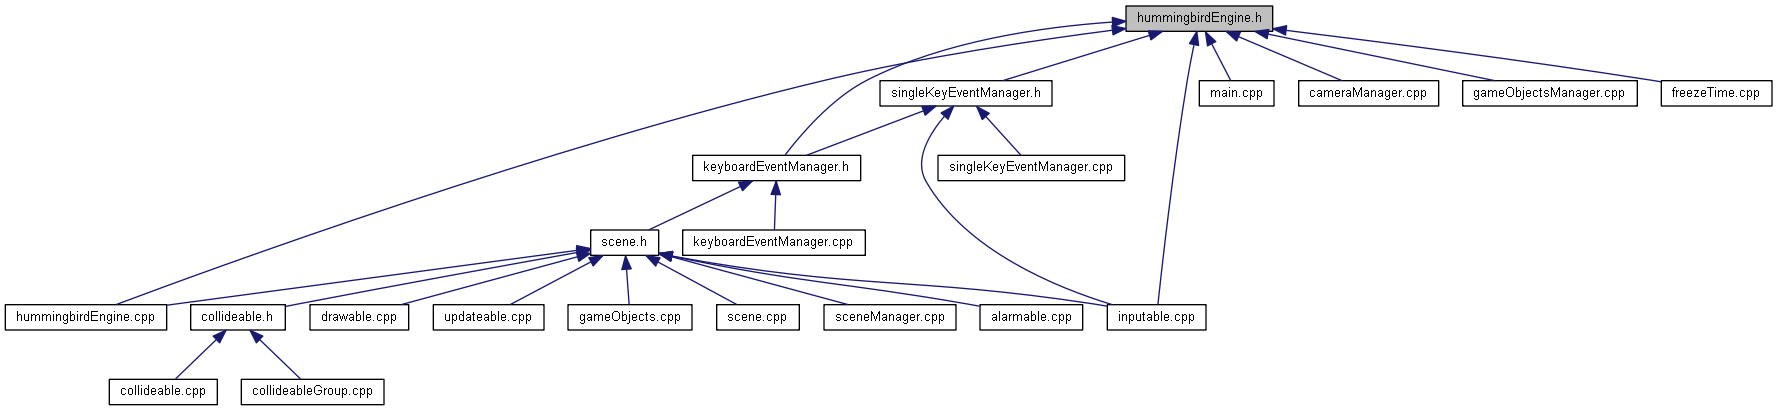 hummingbirdEngine.h
singleKeyEventManager.h
main.cpp
cameraManager.cpp
gameObjectsManager.cpp
freezeTime.cpp
keyboardEventManager.h
singleKeyEventManager.cpp
scene.h
keyboardEventManager.cpp
hummingbirdEngine.cpp
collideable.h
drawable.cpp
updateable.cpp
gameObjects.cpp
scene.cpp
sceneManager.cpp
alarmable.cpp
inputable.cpp
collideable.cpp
collideableGroup.cpp